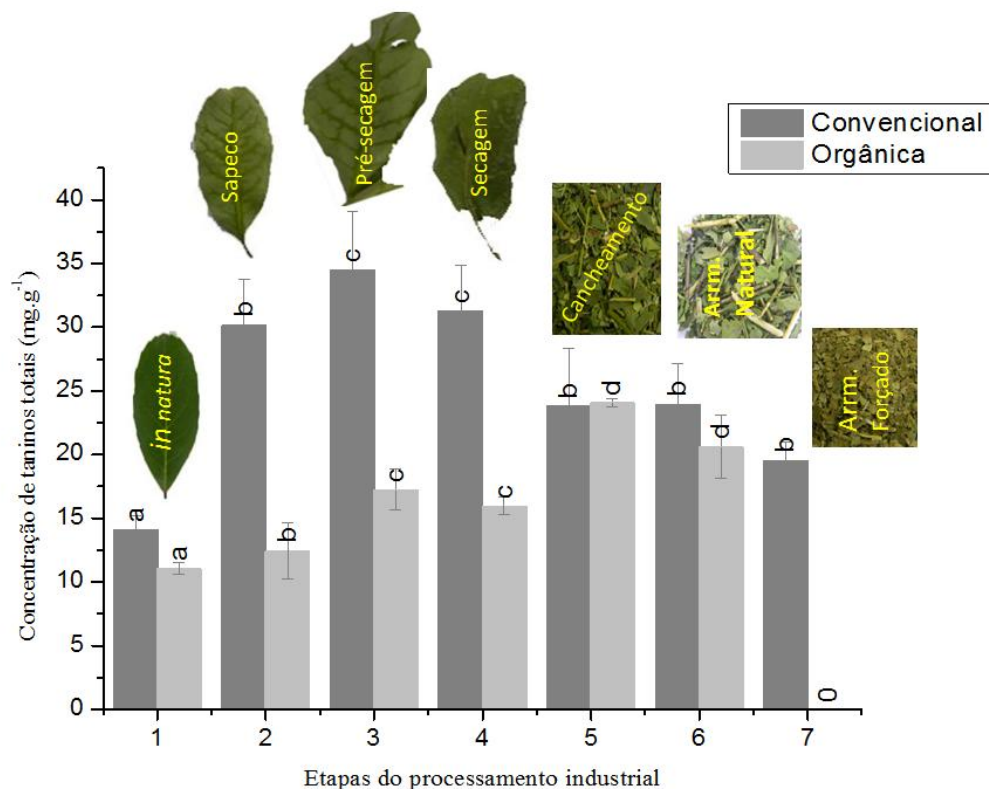 Convencional
Orgânica
Concentração de taninos totais (mg.g⁻¹)
40
35
30
25
20
15
10
5
0
in natura
Sapeco
Pré-secagem
Secagem
Cancheamento
Arrm.
Natural
Arrm.
Forçado
a
a
b
b
c
c
c
c
b
d
b
d
b
0
1
2
3
4
5
6
7
Etapas do processamento industrial